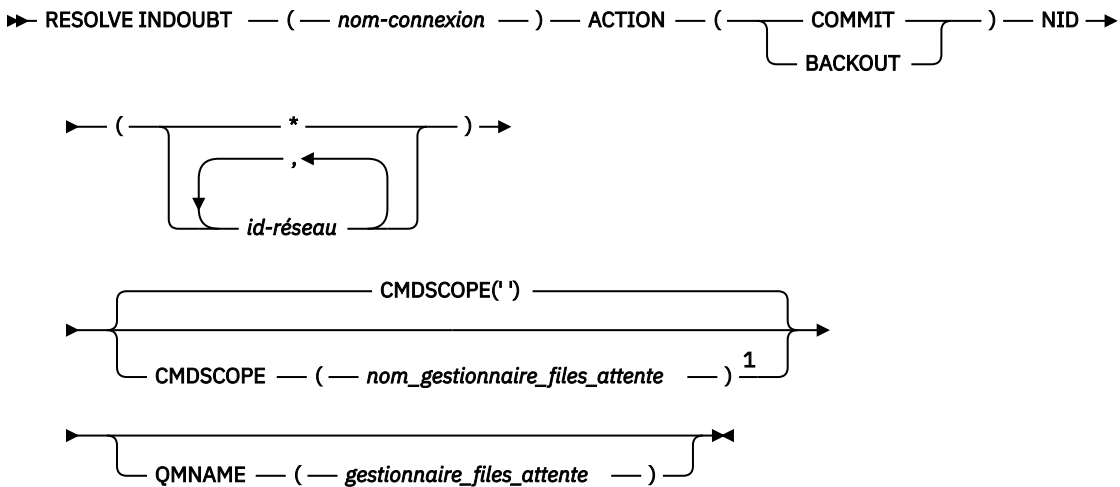 RESOLVE INDOUBT ( nom-connexion ) ACTION ( COMMIT ) NID
BACKOUT
( * )
,
id-réseau
CMDSCOPE(' ')
CMDSCOPE ( nom_gestionnaire_files_attente ) 1
QMNAME ( gestionnaire_files_attente )